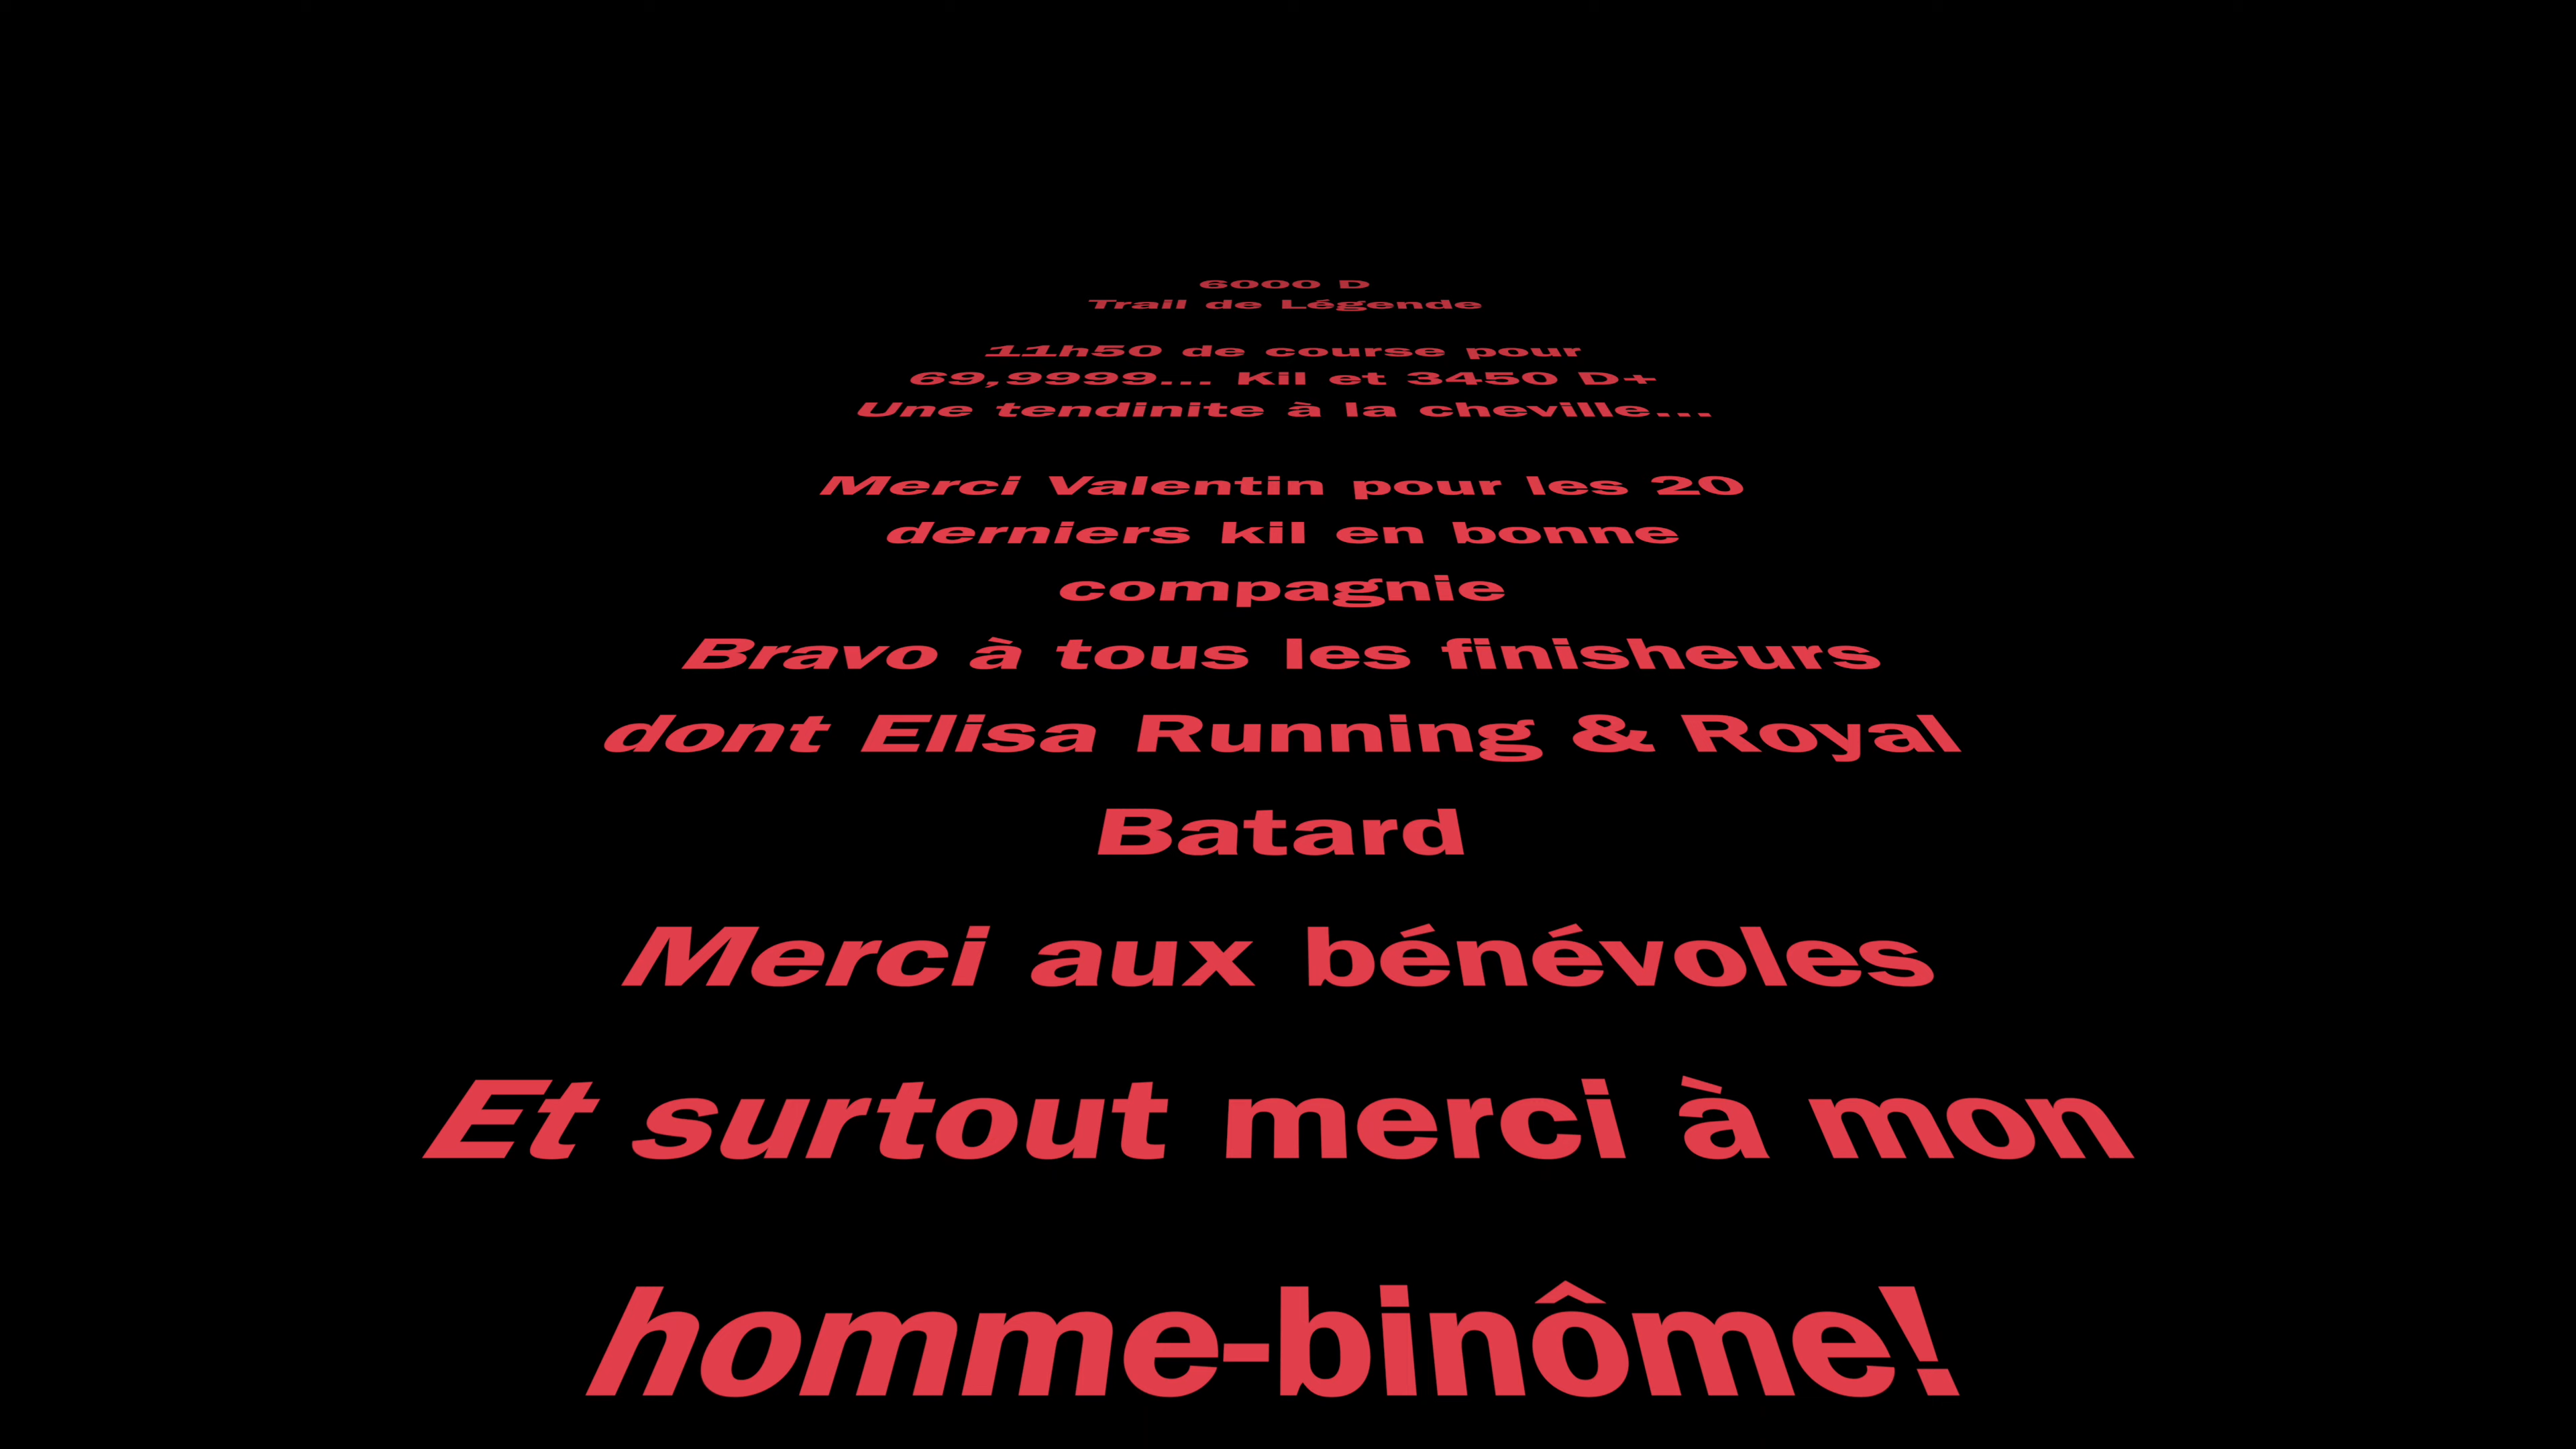 6000 D
Trail de Légende
11h50 de course pour
69,9999... Kil et 3450 D+
Une tendinite à la cheville...
Merci Valentin pour les 20
derniers kil en bonne
compagnie
Bravo à tous les finisheurs
dont Elisa Running & Royal
Batard
Merci aux bénévoles
Et surtout merci à mon
homme-binôme!